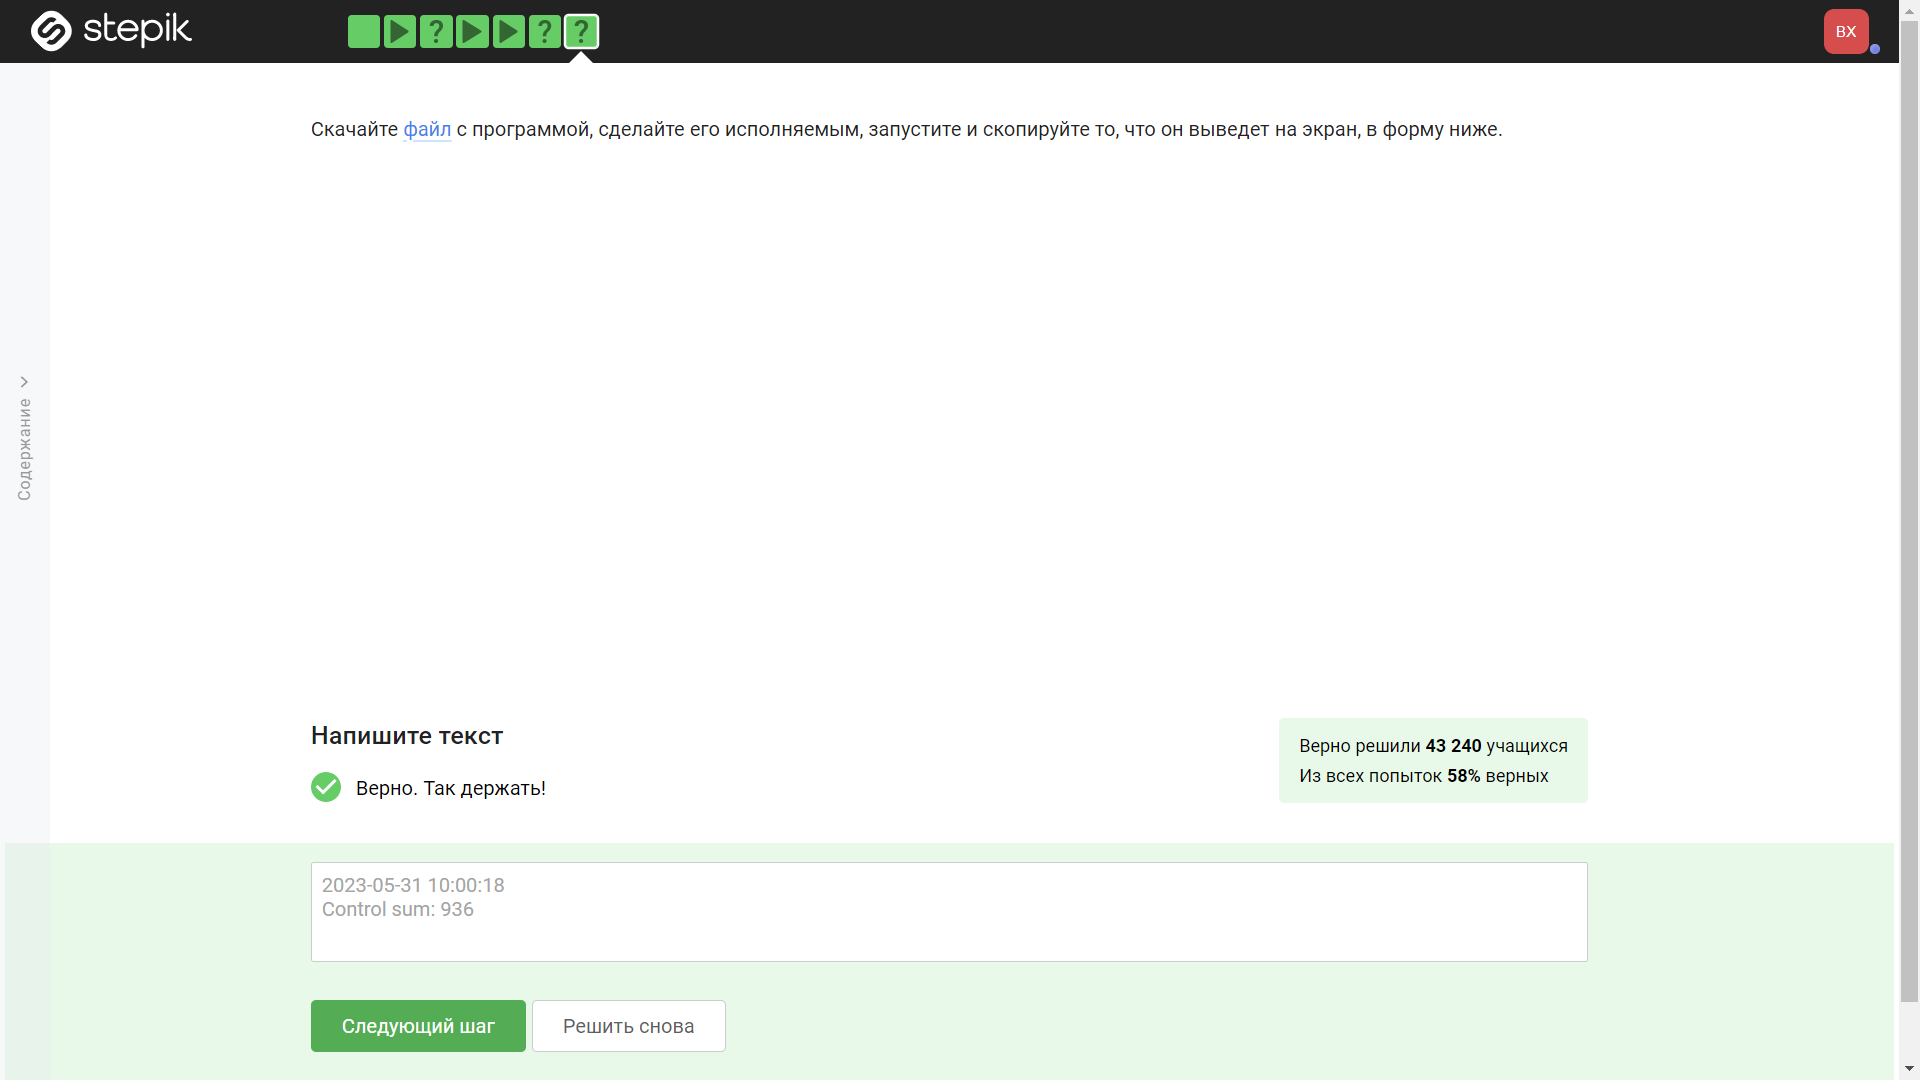 stepik
? ? ?
ВХ
Скачайте файл с программой, сделайте его исполняемым, запустите и скопируйте то, что он выведет на экран, в форму ниже.
Содержание
Напишите текст
Верно. Так держать!
Верно решили 43 240 учащихся
Из всех попыток 58% верных
2023-05-31 10:00:18
Control sum: 936
Следующий шаг
Решить снова